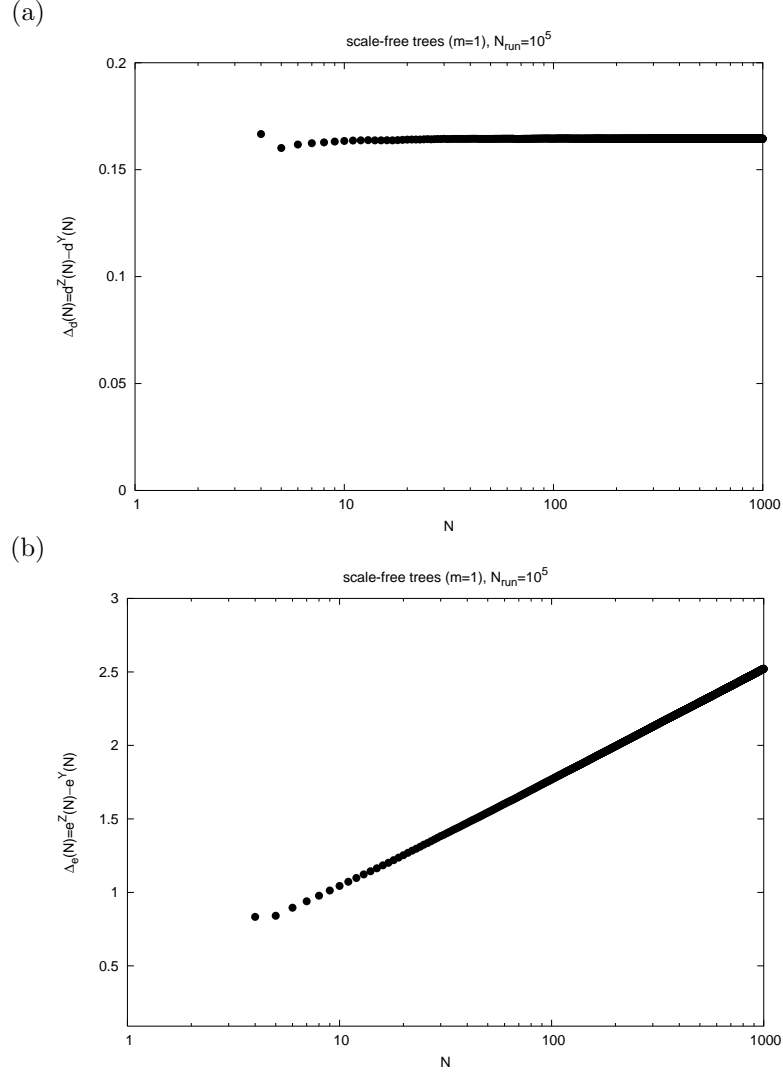 (a)
scale-free trees (m=1), N_run=10^5
0.2
0.15
0.1
0.05
0
Δ_d(N)=d^Z(N)−d^Y(N)
1 10 100 1000
N
(b)
scale-free trees (m=1), N_run=10^5
3
2.5
2
1.5
1
0.5
Δ_e(N)=e^Z(N)−e^Y(N)
1 10 100 1000
N